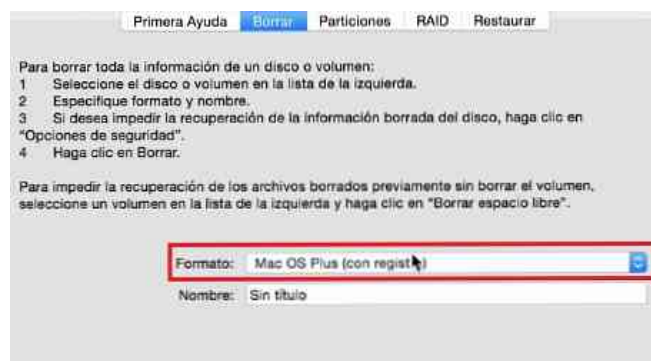 Primera Ayuda Borrar Particiones RAID Restaurar
Para borrar toda la información de un disco o volumen:
1 Seleccione el disco o volumen en la lista de la izquierda.
2 Especifique formato y nombre.
3 Si desea impedir la recuperación de la información borrada del disco, haga clic en
"Opciones de seguridad".
4 Haga clic en Borrar.
Para impedir la recuperación de los archivos borrados previamente sin borrar el volumen,
seleccione un volumen en la lista de la izquierda y haga clic en "Borrar espacio libre".
Formato: Mac OS Plus (con registro)
Nombre: Sin título